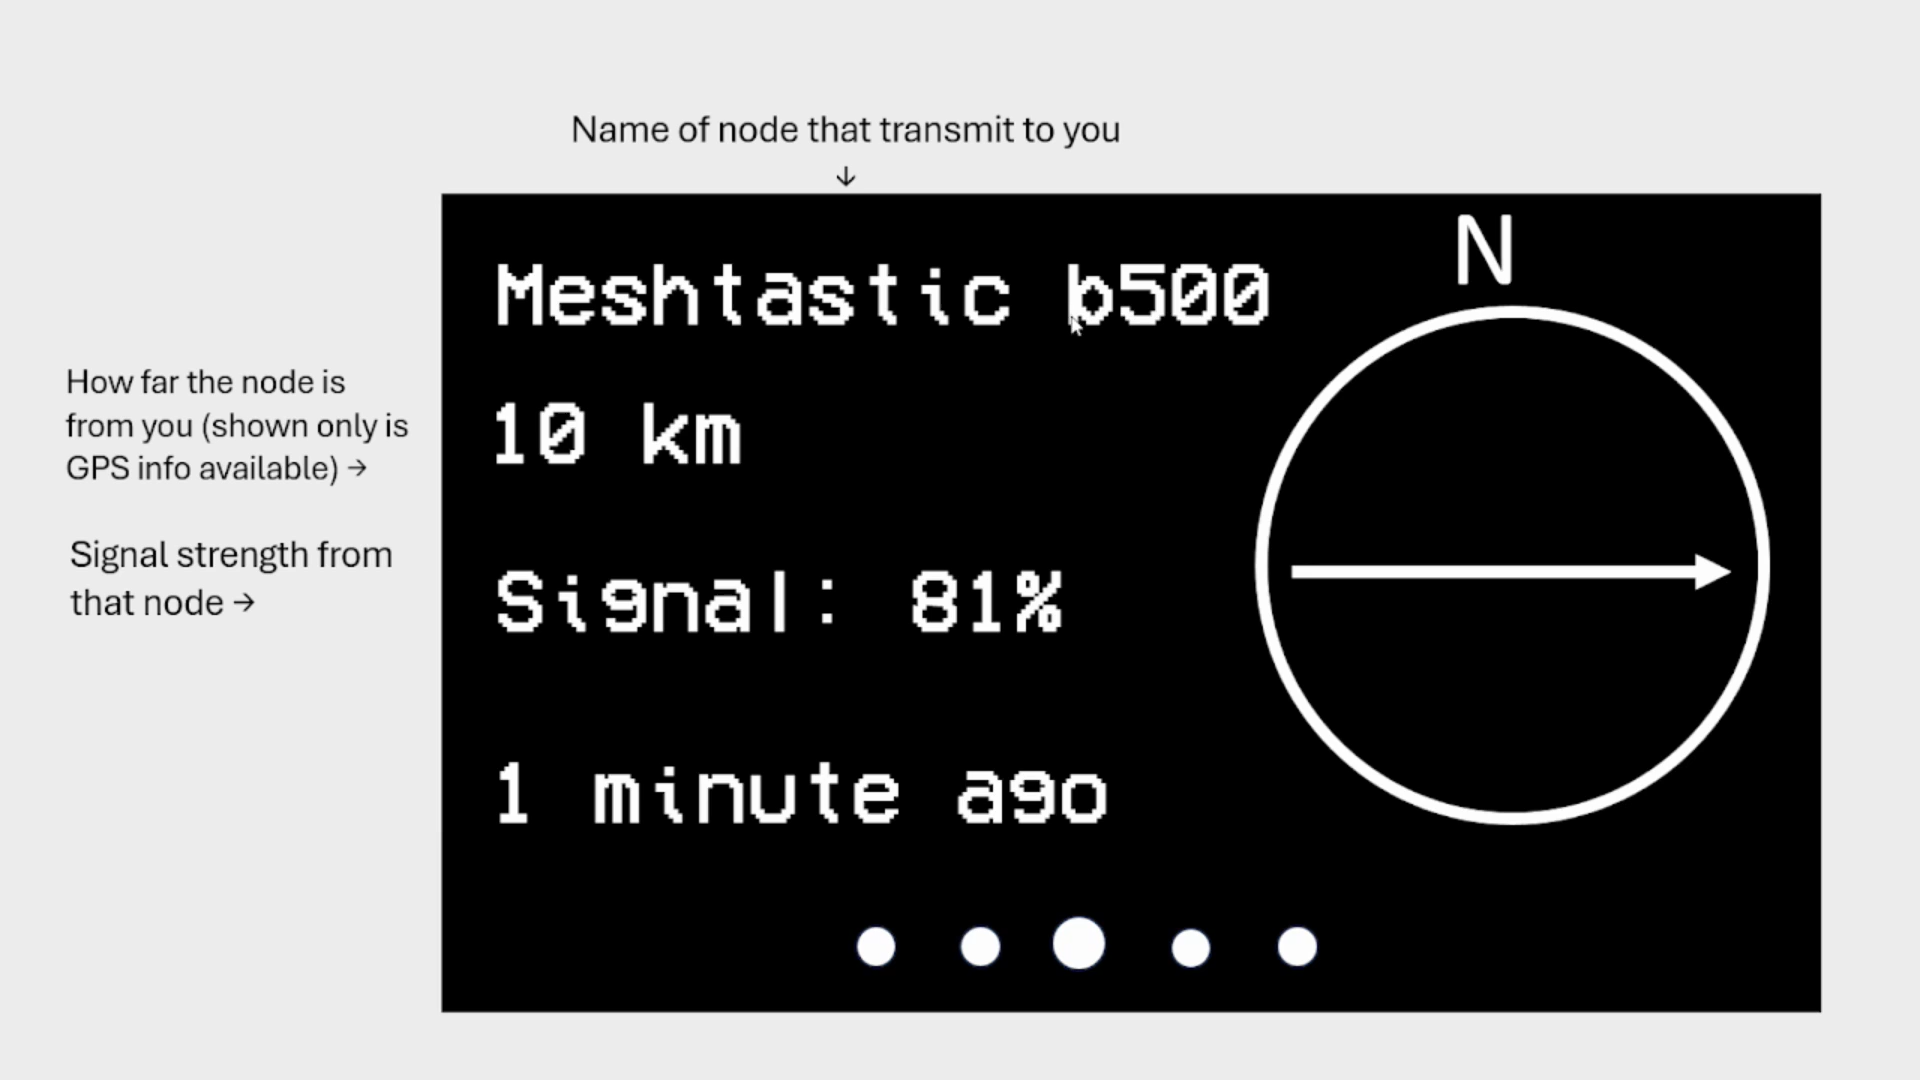 Name of node that transmit to you
↓
Meshtastic b500
N
How far the node is
from you (shown only is
GPS info available) →
10 km
Signal strength from
that node →
Signal: 81%
1 minute ago